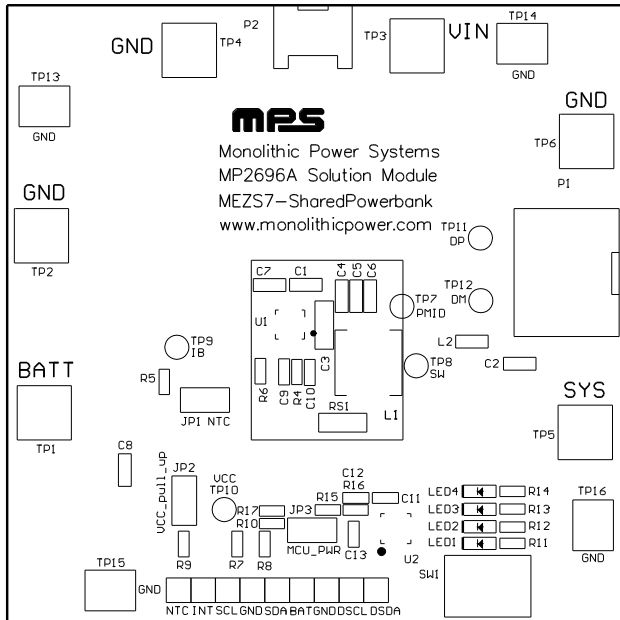 P2
TP14
GND
TP4
TP3
VIN
GND
TP13
GND
GND
TP6
P1
MPS
Monolithic Power Systems
MP2696A Solution Module
MEZS7-SharedPowerbank
www.monolithicpower.com
GND
TP2
TP11
DP
C7
C1
C4
C5
C6
TP12
DM
TP7
PMID
U1
L2
TP9
IB
C3
TP8
SW
C2
BATT
R5
R6
C9
R4
C10
SYS
JP1 NTC
RS1
L1
TP1
TP5
C8
VCC_pull_up
JP2
VCC
TP10
C12
R16
R15
C11
LED4
R14
TP16
R17
JP3
LED3
R13
R10
LED2
R12
MCU_PWR
C13
U2
LED1
R11
GND
R9
R7
R8
TP15
GND
SW1
NTC INT SCL GND SDA BAT GND DSCL DSDA